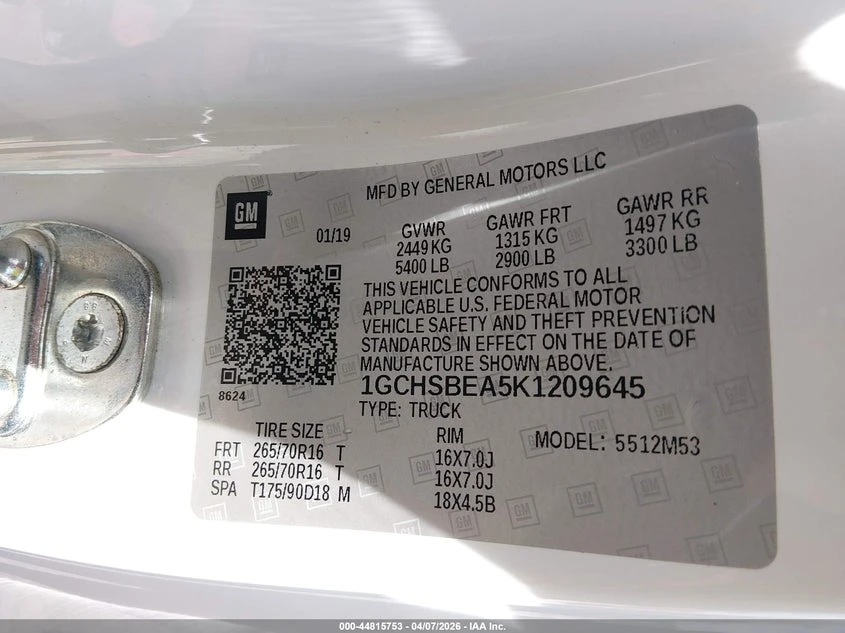 GM
MFD BY GENERAL MOTORS LLC
01/19
GVWR
2449 KG
5400 LB
GAWR FRT
1315 KG
2900 LB
GAWR RR
1497 KG
3300 LB
THIS VEHICLE CONFORMS TO ALL
APPLICABLE U.S. FEDERAL MOTOR
VEHICLE SAFETY AND THEFT PREVENTION
STANDARDS IN EFFECT ON THE DATE OF
MANUFACTURE SHOWN ABOVE.
8624
1GCHSBEA5K1209645
TYPE: TRUCK
TIRE SIZE RIM MODEL: 5512M53
FRT 265/70R16 T 16X7.0J
RR 265/70R16 T 16X7.0J
SPA T175/90D18 M 18X4.5B
000-44815753 - 04/07/2026 - IAA Inc.